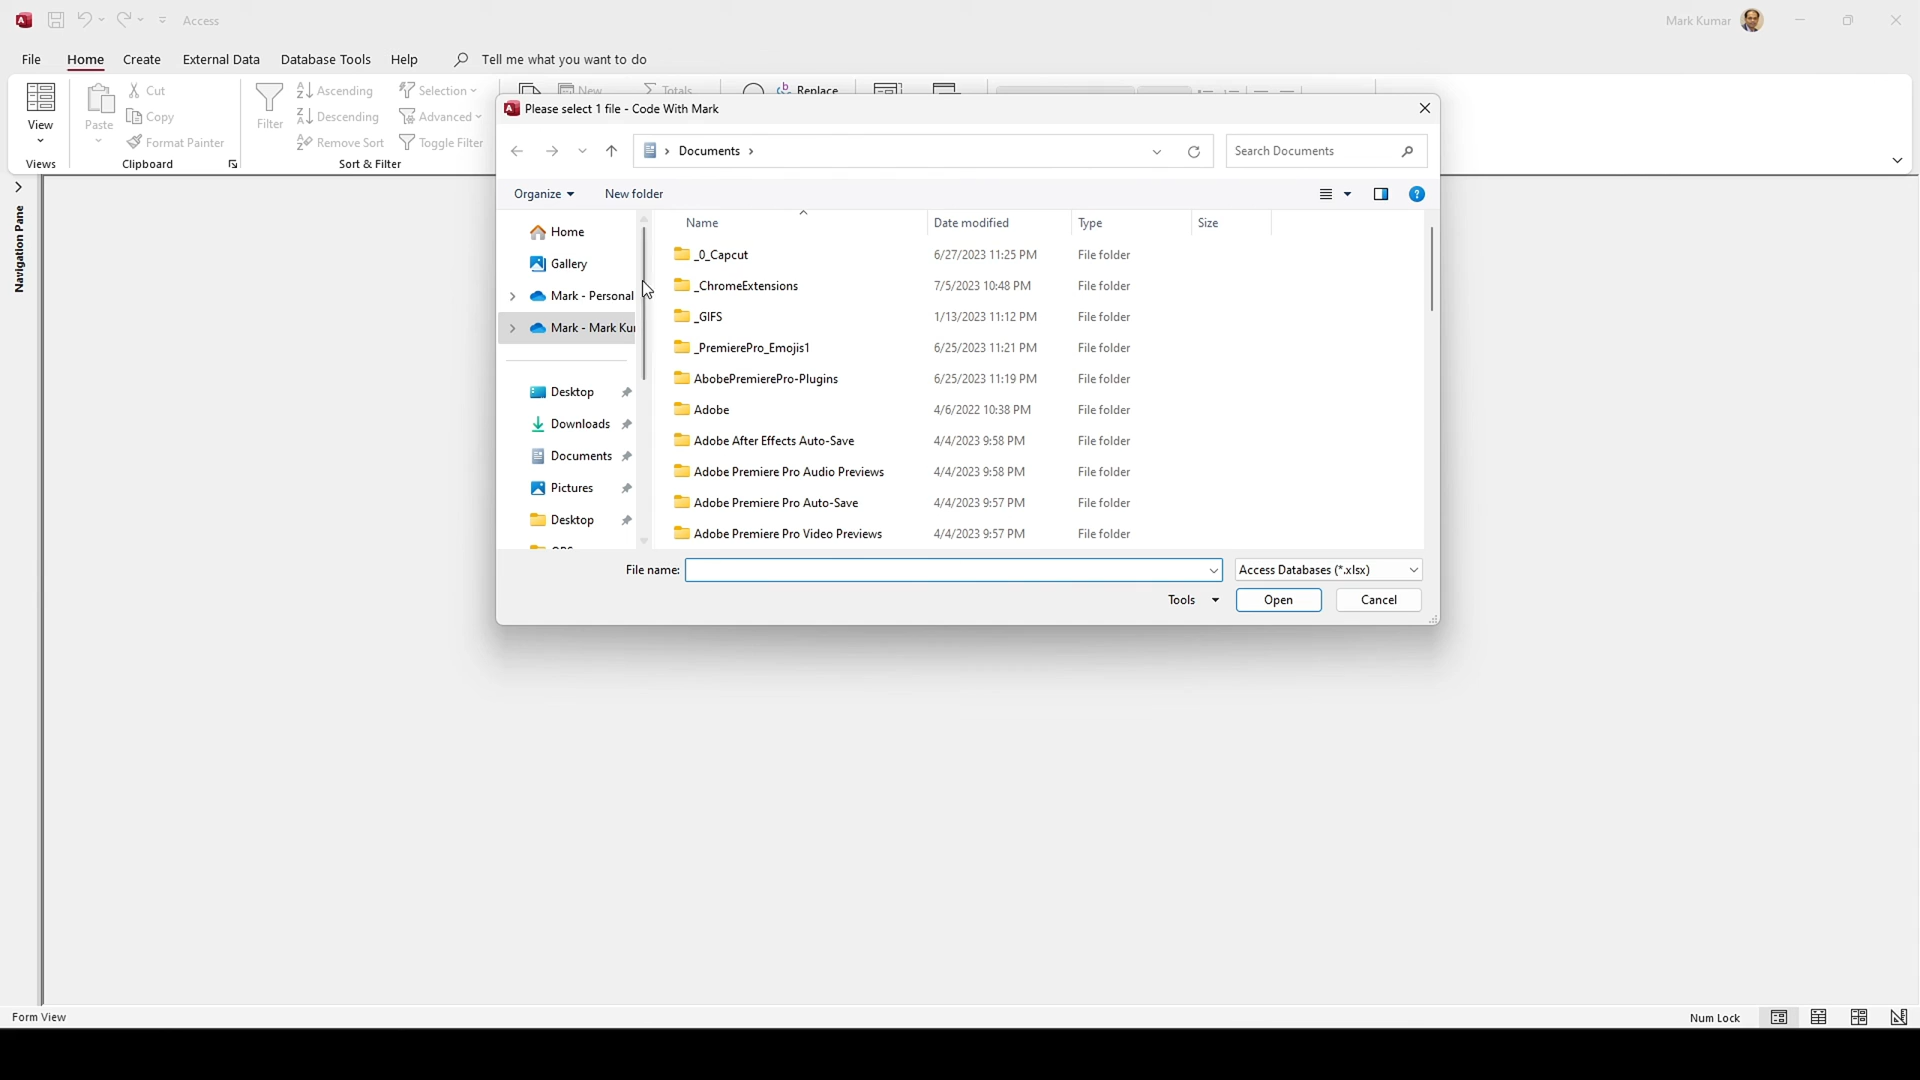 Access
Mark Kumar
File Home Create External Data Database Tools Help Tell me what you want to do
View
Views
Paste
Cut
Copy
Format Painter
Clipboard
Filter
Ascending
Descending
Remove Sort
Selection
Advanced
Toggle Filter
Sort & Filter
New
Totals
Replace
Please select 1 file - Code With Mark
Documents
Search Documents
Organize New folder
Navigation Pane
Home
Gallery
Mark - Personal
Mark - Mark Ku
Desktop
Downloads
Documents
Pictures
Desktop
Name Date modified Type Size
_0_Capcut 6/27/2023 11:25 PM File folder
_ChromeExtensions 7/5/2023 10:48 PM File folder
_GIFS 1/13/2023 11:12 PM File folder
_PremierePro_Emojis1 6/25/2023 11:21 PM File folder
AbobePremierePro-Plugins 6/25/2023 11:19 PM File folder
Adobe 4/6/2022 10:38 PM File folder
Adobe After Effects Auto-Save 4/4/2023 9:58 PM File folder
Adobe Premiere Pro Audio Previews 4/4/2023 9:58 PM File folder
Adobe Premiere Pro Auto-Save 4/4/2023 9:57 PM File folder
Adobe Premiere Pro Video Previews 4/4/2023 9:57 PM File folder
File name: Access Databases (*.xlsx)
Tools Open Cancel
Form View
Num Lock